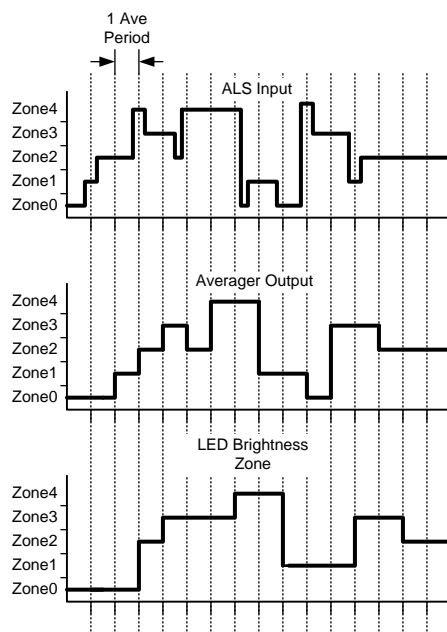 1 Ave
Period
ALS Input
Zone4
Zone3
Zone2
Zone1
Zone0
Averager Output
Zone4
Zone3
Zone2
Zone1
Zone0
LED Brightness
Zone
Zone4
Zone3
Zone2
Zone1
Zone0